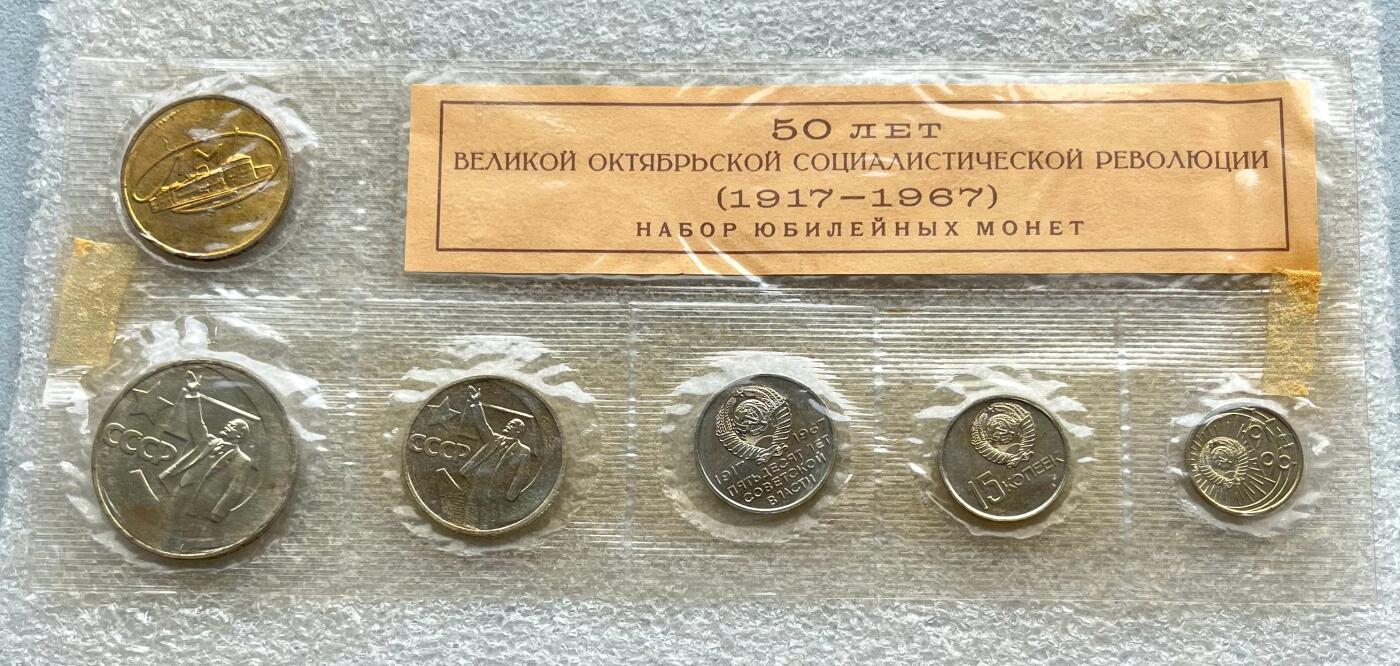 50 ЛЕТ
ВЕЛИКОЙ ОКТЯБРЬСКОЙ СОЦИАЛИСТИЧЕСКОЙ РЕВОЛЮЦИИ
(1917–1967)
НАБОР ЮБИЛЕЙНЫХ МОНЕТ
СССР
СССР
1917
1967
ПЯТЬДЕСЯТ ЛЕТ
СОВЕТСКОЙ
ВЛАСТИ
15 КОПЕЕК